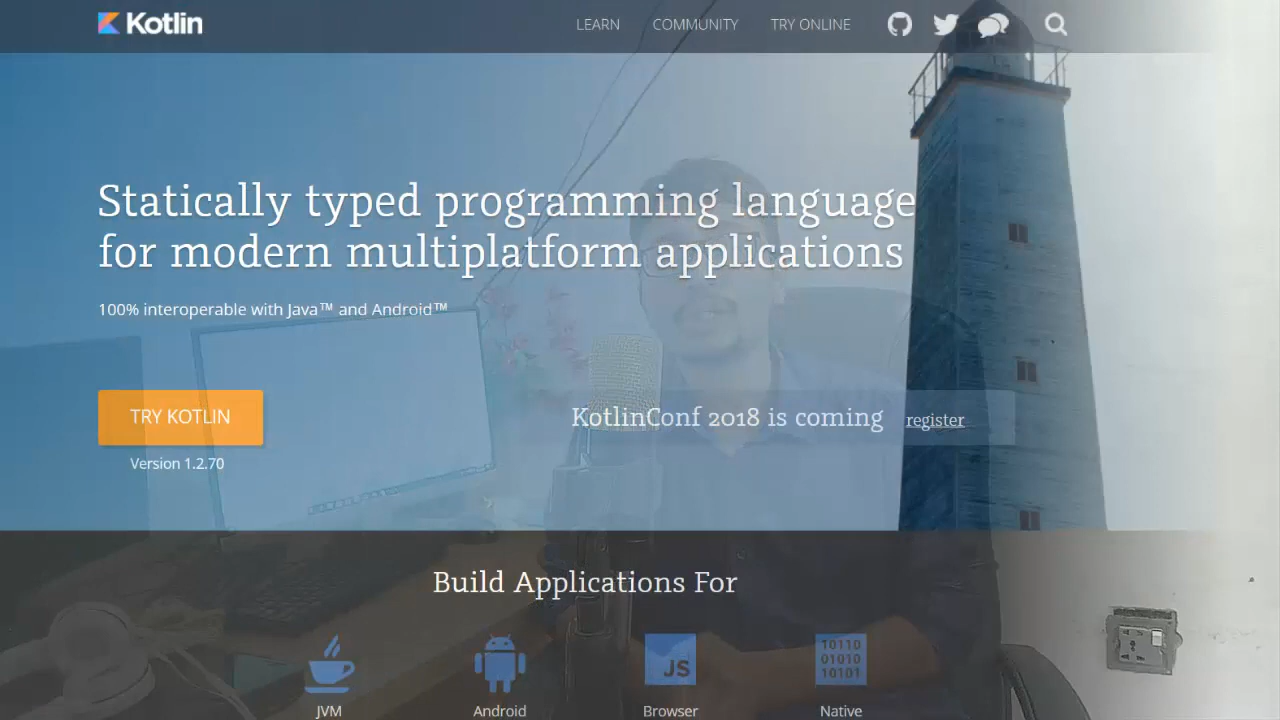 Kotlin
LEARN COMMUNITY TRY ONLINE
Statically typed programming language
for modern multiplatform applications
100% interoperable with Java™ and Android™
TRY KOTLIN
KotlinConf 2018 is coming register
Version 1.2.70
Build Applications For
JS
10110
01010
10101
JVM Android Browser Native